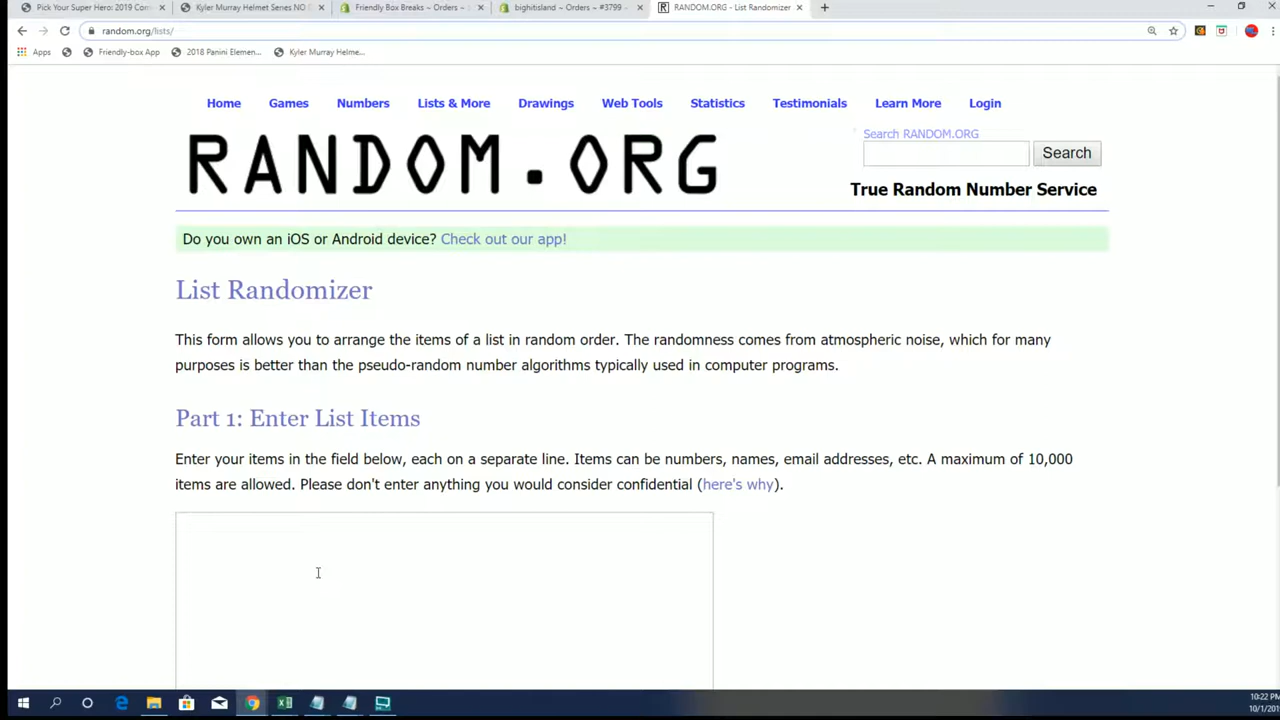 Pick Your Super Hero: 2019 Con
Kyler Murray Helmet Series NO
Friendly Box Breaks ~ Orders ~
bighitisland ~ Orders ~ #3799
RANDOM.ORG - List Randomizer
random.org/lists/
Apps
Friendly-box App
2018 Panini Elemen...
Kyler Murray Helme...
Home Games Numbers Lists & More Drawings Web Tools Statistics Testimonials Learn More Login
RANDOM.ORG
Search RANDOM.ORG
Search
True Random Number Service
Do you own an iOS or Android device? Check out our app!
List Randomizer
This form allows you to arrange the items of a list in random order. The randomness comes from atmospheric noise, which for many
purposes is better than the pseudo-random number algorithms typically used in computer programs.
Part 1: Enter List Items
Enter your items in the field below, each on a separate line. Items can be numbers, names, email addresses, etc. A maximum of 10,000
items are allowed. Please don't enter anything you would consider confidential (here's why).
10:22 PM
10/1/201